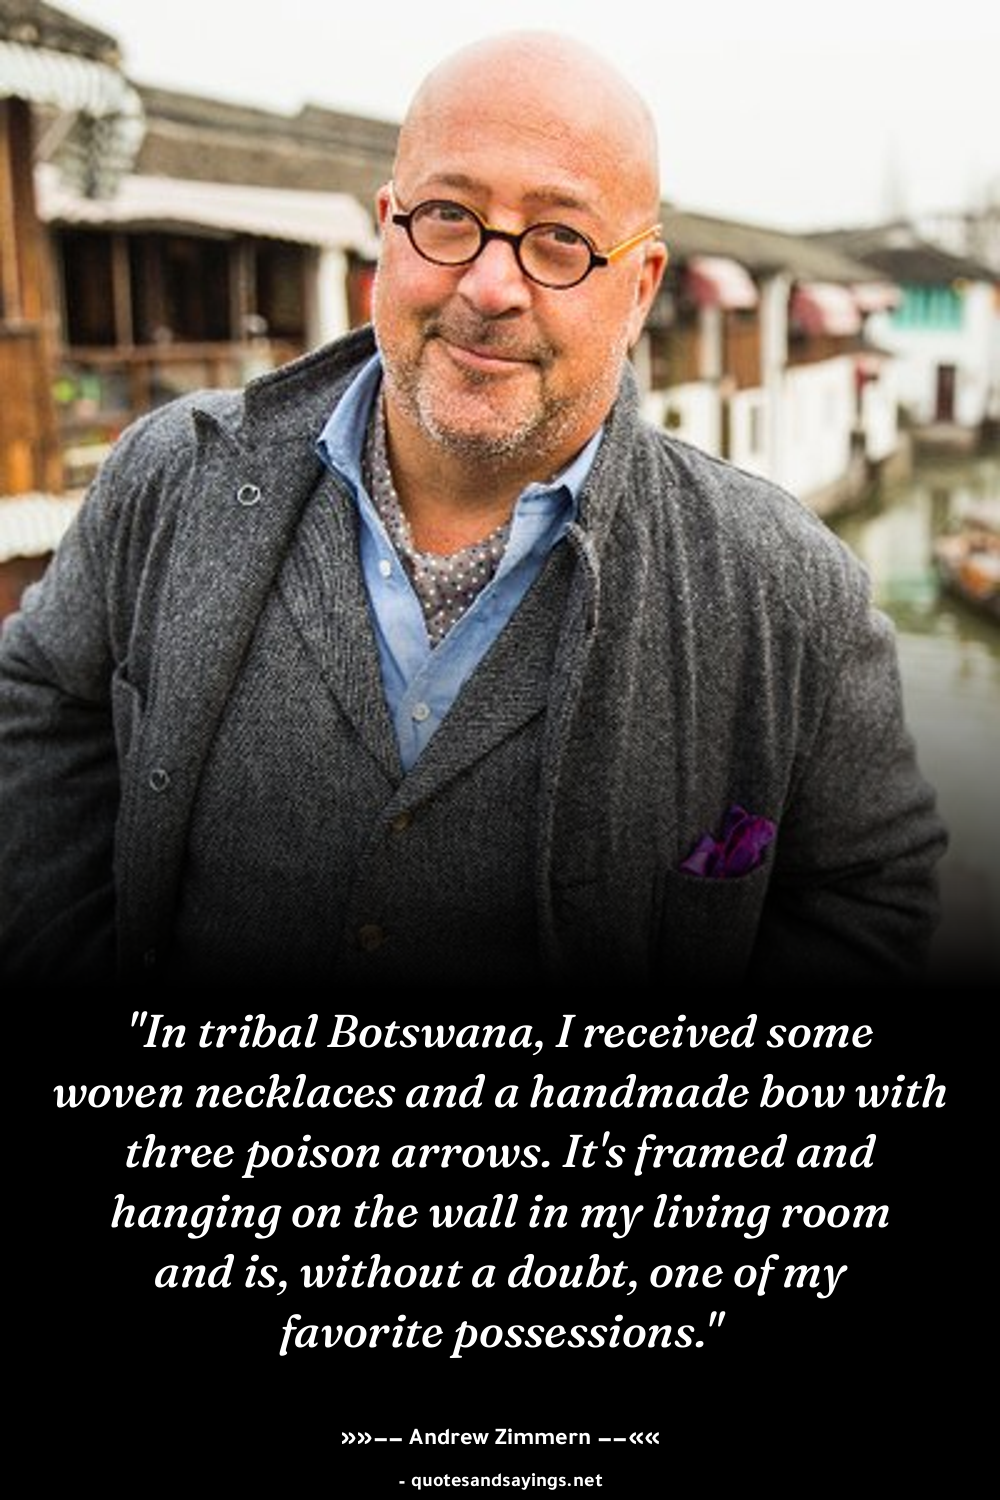 "In tribal Botswana, I received some
woven necklaces and a handmade bow with
three poison arrows. It's framed and
hanging on the wall in my living room
and is, without a doubt, one of my
favorite possessions."
»»−− Andrew Zimmern −−««
- quotesandsayings.net